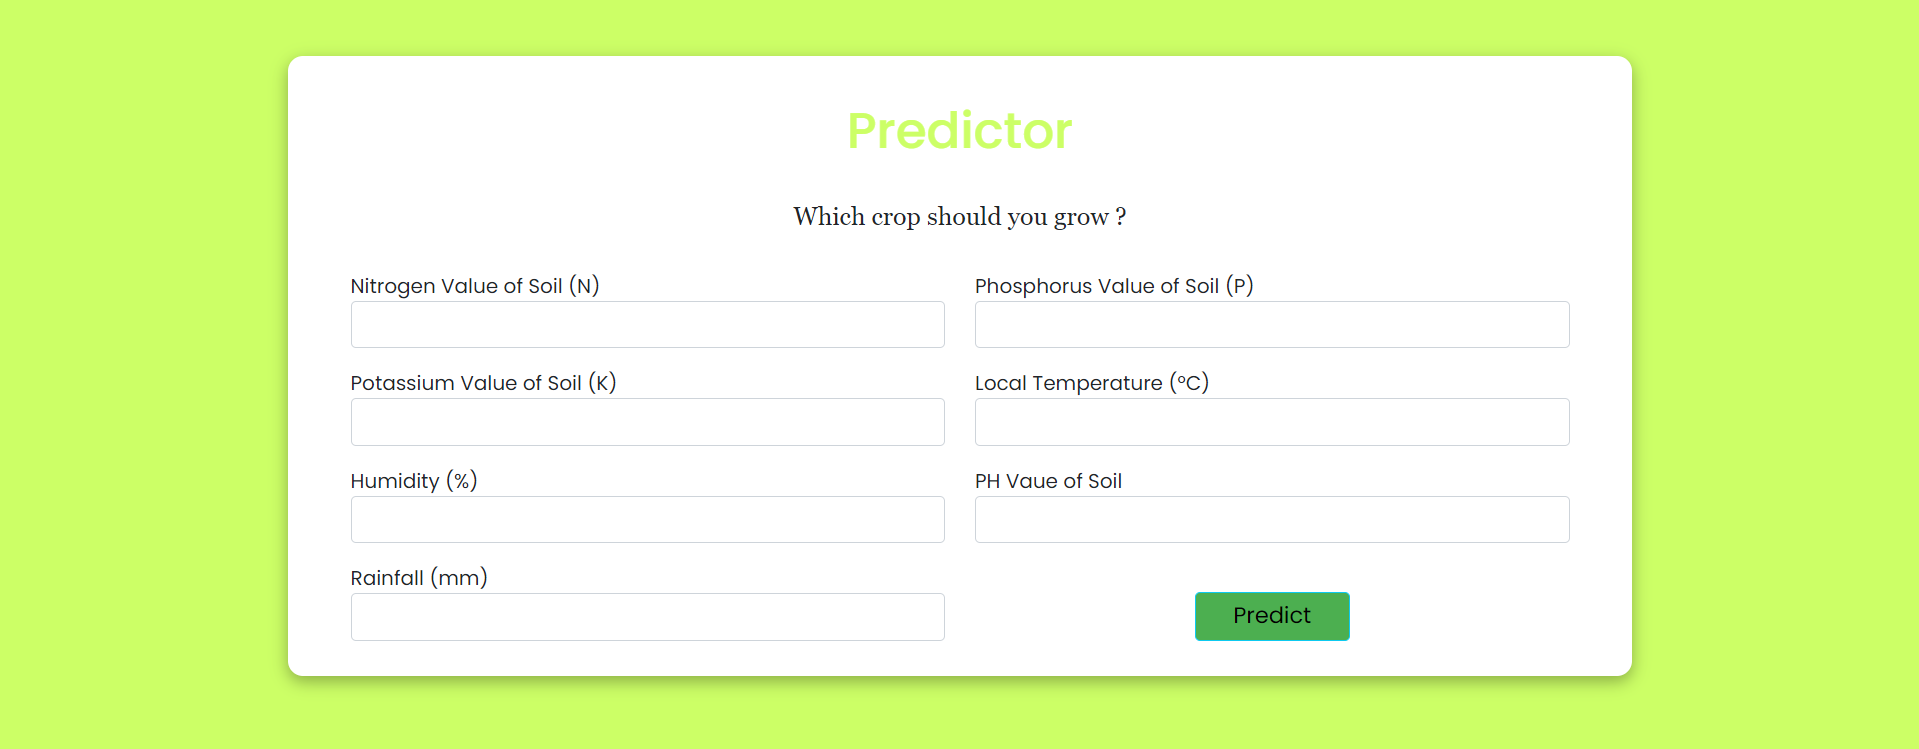 Predictor
Which crop should you grow ?
Nitrogen Value of Soil (N)
Phosphorus Value of Soil (P)
Potassium Value of Soil (K)
Local Temperature (°C)
Humidity (%)
PH Vaue of Soil
Rainfall (mm)
Predict